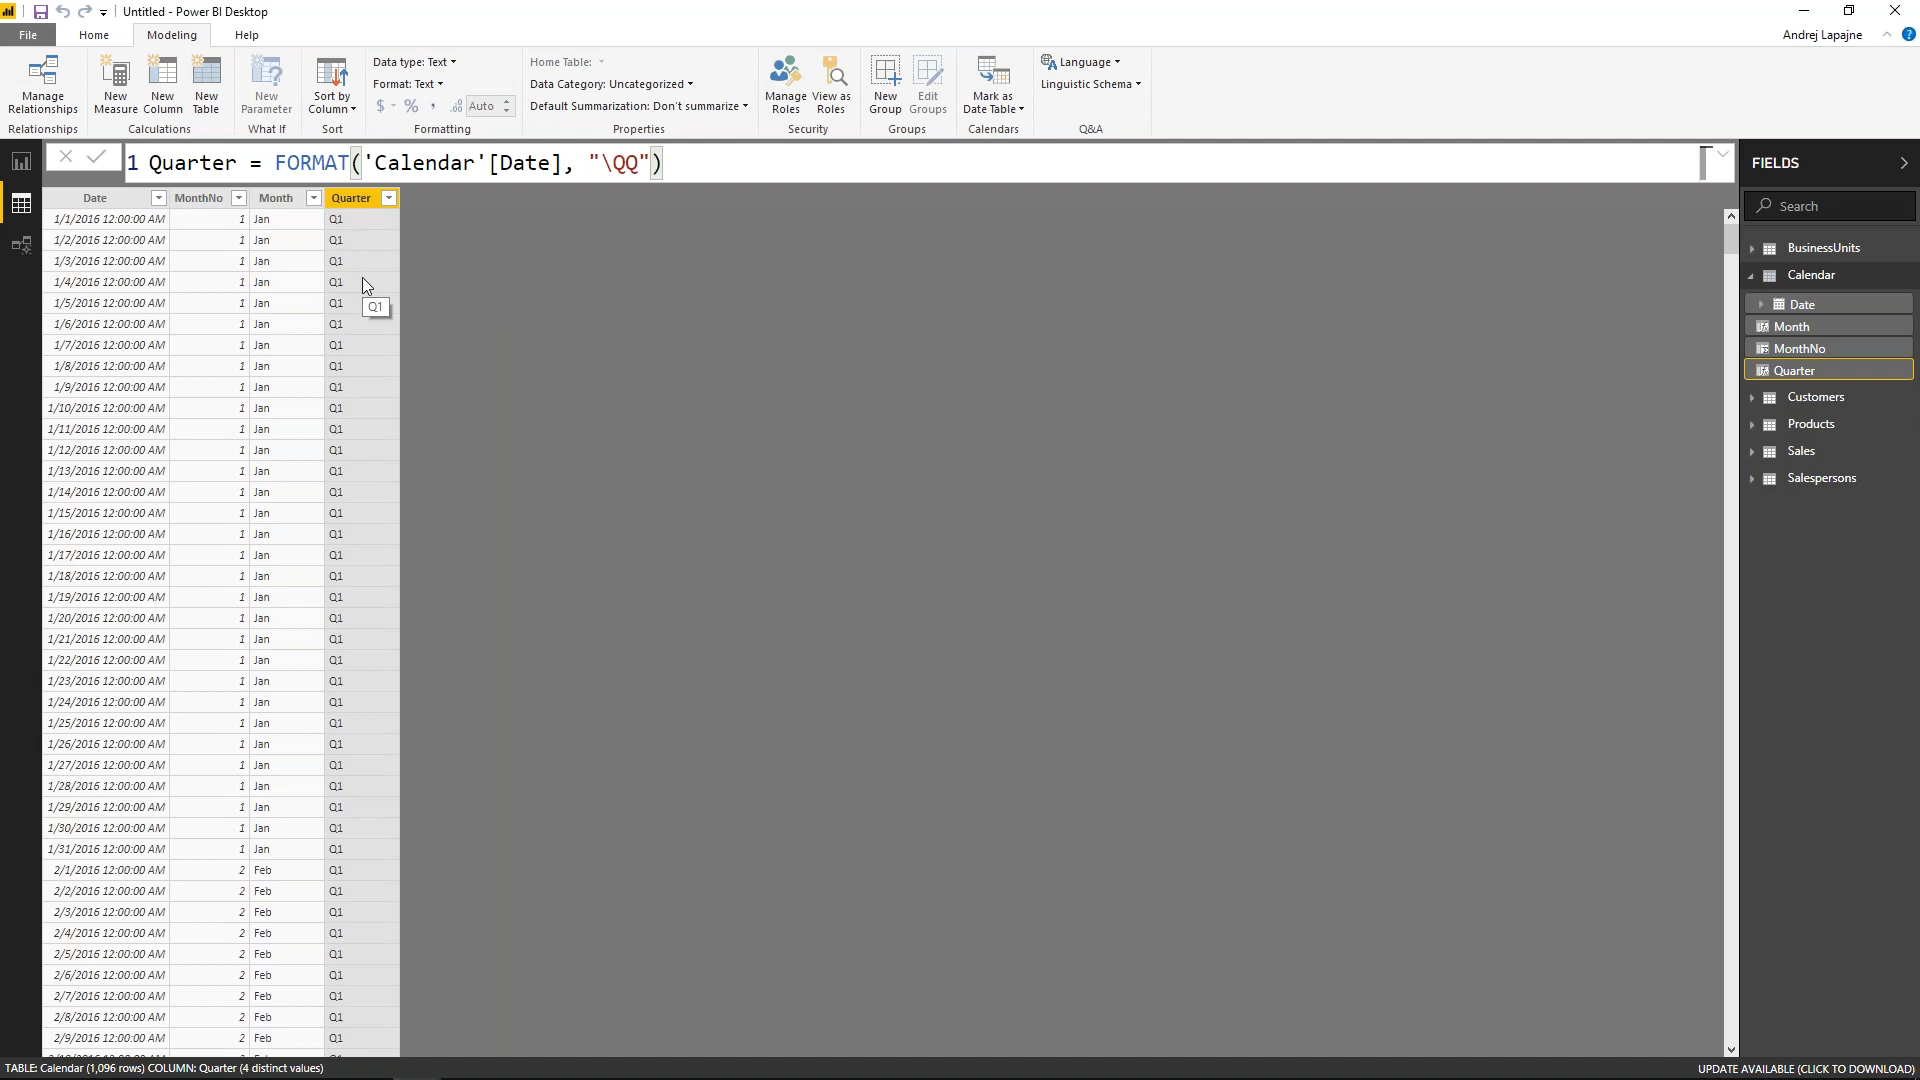 Untitled - Power BI Desktop
File Home Modeling Help
Andrej Lapajne
Manage Relationships
Relationships
New Measure
New Column
New Table
Calculations
New Parameter
What If
Sort by Column
Sort
Data type: Text
Format: Text
$ % , .00 Auto
Formatting
Home Table:
Data Category: Uncategorized
Default Summarization: Don't summarize
Properties
Manage Roles
View as Roles
Security
New Group
Edit Groups
Groups
Mark as Date Table
Calendars
Language
Linguistic Schema
Q&A
1 Quarter = FORMAT('Calendar'[Date], "\QQ")
Date MonthNo Month Quarter
1/1/2016 12:00:00 AM 1 Jan Q1
1/2/2016 12:00:00 AM 1 Jan Q1
1/3/2016 12:00:00 AM 1 Jan Q1
1/4/2016 12:00:00 AM 1 Jan Q1
1/5/2016 12:00:00 AM 1 Jan Q1
Q1
1/6/2016 12:00:00 AM 1 Jan Q1
1/7/2016 12:00:00 AM 1 Jan Q1
1/8/2016 12:00:00 AM 1 Jan Q1
1/9/2016 12:00:00 AM 1 Jan Q1
1/10/2016 12:00:00 AM 1 Jan Q1
1/11/2016 12:00:00 AM 1 Jan Q1
1/12/2016 12:00:00 AM 1 Jan Q1
1/13/2016 12:00:00 AM 1 Jan Q1
1/14/2016 12:00:00 AM 1 Jan Q1
1/15/2016 12:00:00 AM 1 Jan Q1
1/16/2016 12:00:00 AM 1 Jan Q1
1/17/2016 12:00:00 AM 1 Jan Q1
1/18/2016 12:00:00 AM 1 Jan Q1
1/19/2016 12:00:00 AM 1 Jan Q1
1/20/2016 12:00:00 AM 1 Jan Q1
1/21/2016 12:00:00 AM 1 Jan Q1
1/22/2016 12:00:00 AM 1 Jan Q1
1/23/2016 12:00:00 AM 1 Jan Q1
1/24/2016 12:00:00 AM 1 Jan Q1
1/25/2016 12:00:00 AM 1 Jan Q1
1/26/2016 12:00:00 AM 1 Jan Q1
1/27/2016 12:00:00 AM 1 Jan Q1
1/28/2016 12:00:00 AM 1 Jan Q1
1/29/2016 12:00:00 AM 1 Jan Q1
1/30/2016 12:00:00 AM 1 Jan Q1
1/31/2016 12:00:00 AM 1 Jan Q1
2/1/2016 12:00:00 AM 2 Feb Q1
2/2/2016 12:00:00 AM 2 Feb Q1
2/3/2016 12:00:00 AM 2 Feb Q1
2/4/2016 12:00:00 AM 2 Feb Q1
2/5/2016 12:00:00 AM 2 Feb Q1
2/6/2016 12:00:00 AM 2 Feb Q1
2/7/2016 12:00:00 AM 2 Feb Q1
2/8/2016 12:00:00 AM 2 Feb Q1
2/9/2016 12:00:00 AM 2 Feb Q1
FIELDS
Search
BusinessUnits
Calendar
Date
Month
MonthNo
Quarter
Customers
Products
Sales
Salespersons
TABLE: Calendar (1,096 rows) COLUMN: Quarter (4 distinct values)
UPDATE AVAILABLE (CLICK TO DOWNLOAD)